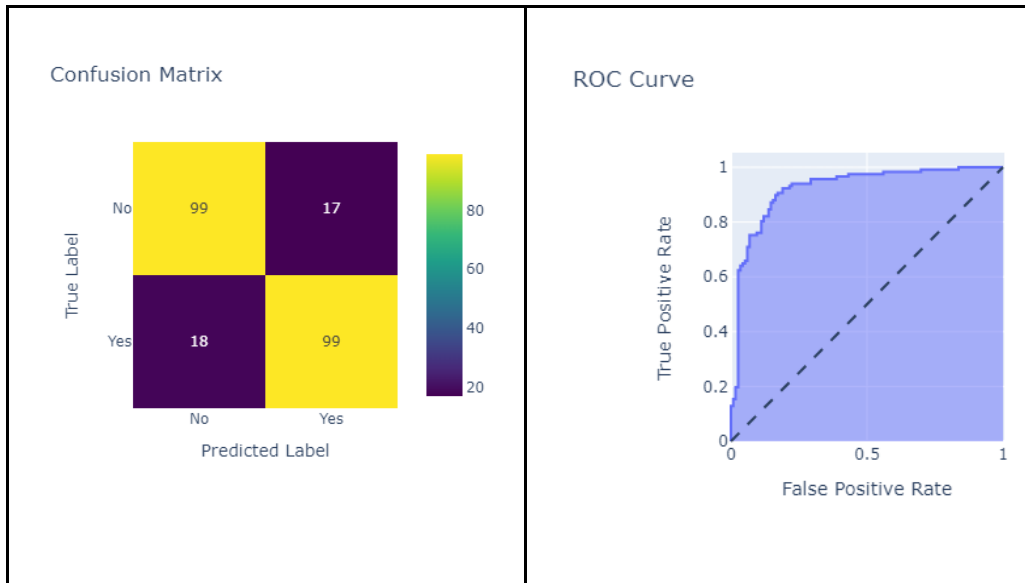 Confusion Matrix
No 99 17
Yes 18 99
No Yes
True Label
Predicted Label
80
60
40
20
ROC Curve
1
0.8
0.6
0.4
0.2
0
0 0.5 1
True Positive Rate
False Positive Rate